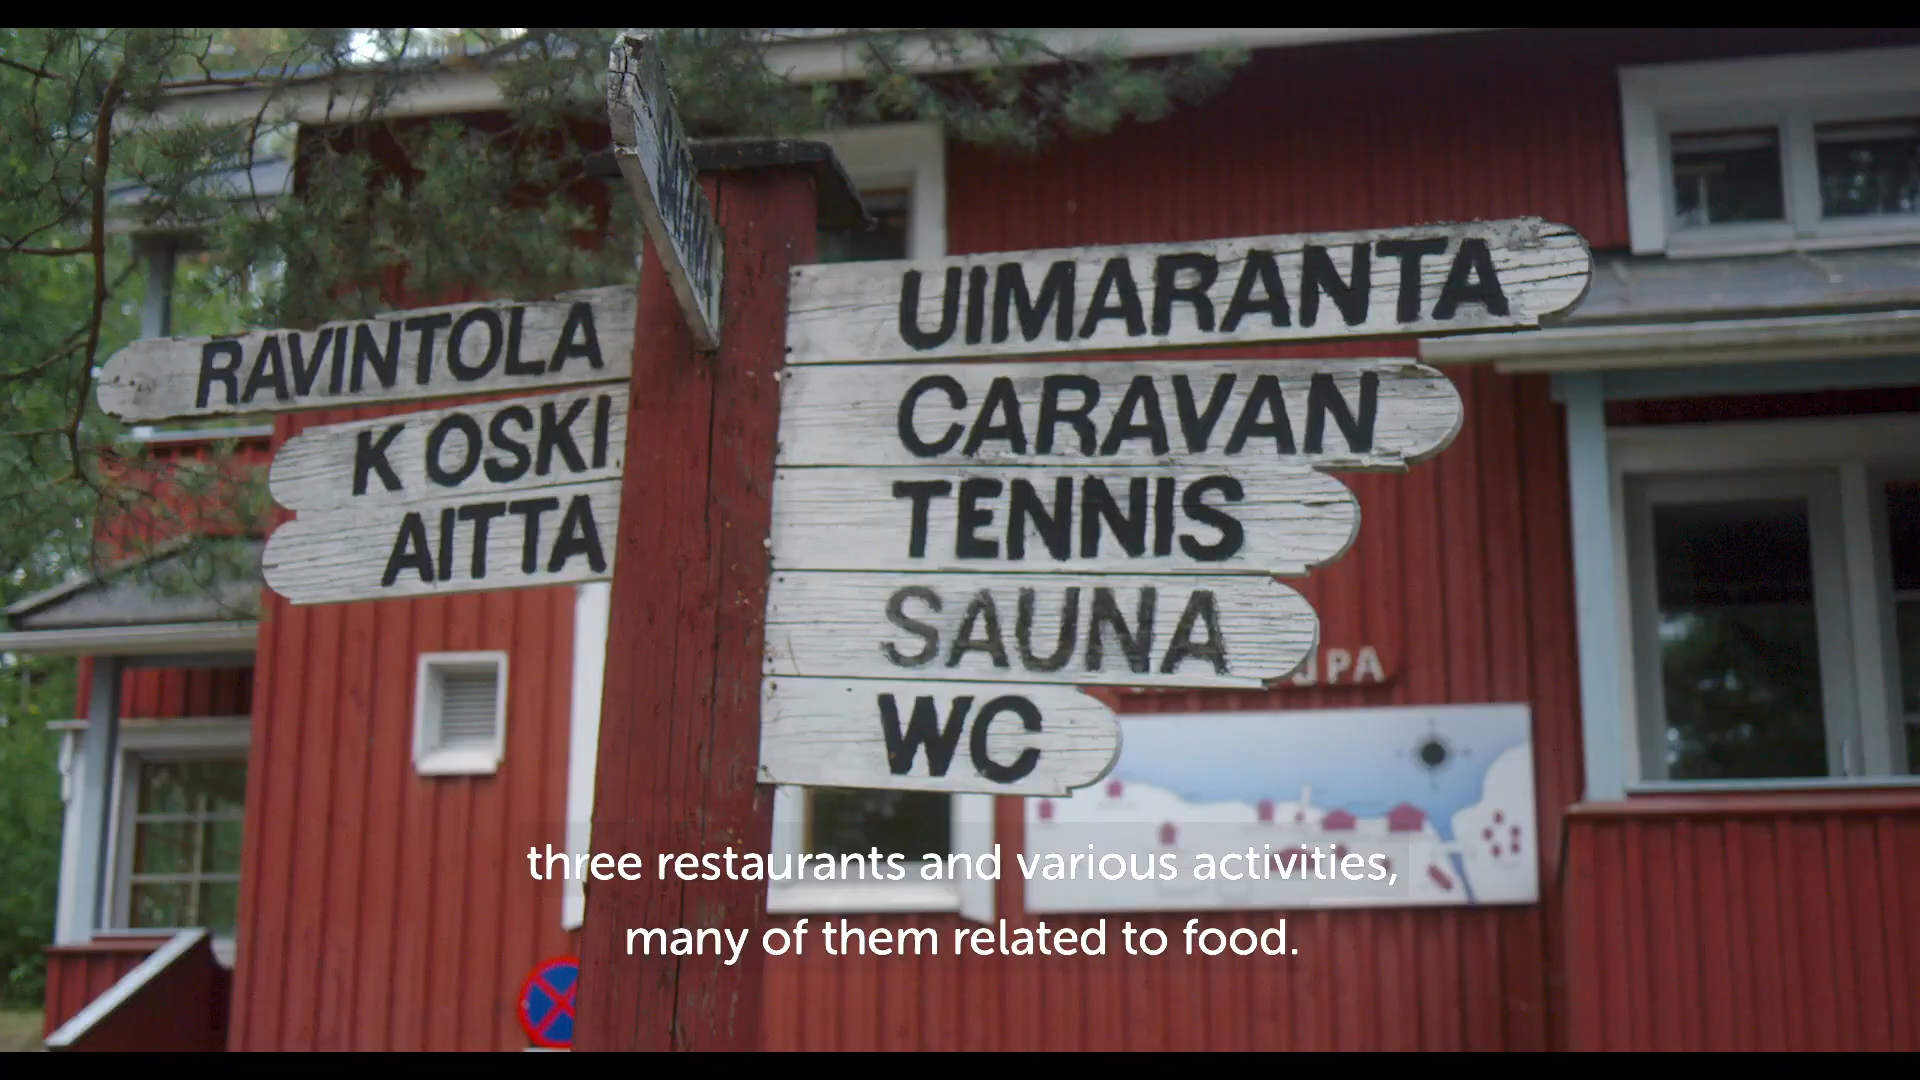 RAVINTOLA
K OSKI
AITTA
UIMARANTA
CARAVAN
TENNIS
SAUNA
WC
three restaurants and various activities,
many of them related to food.